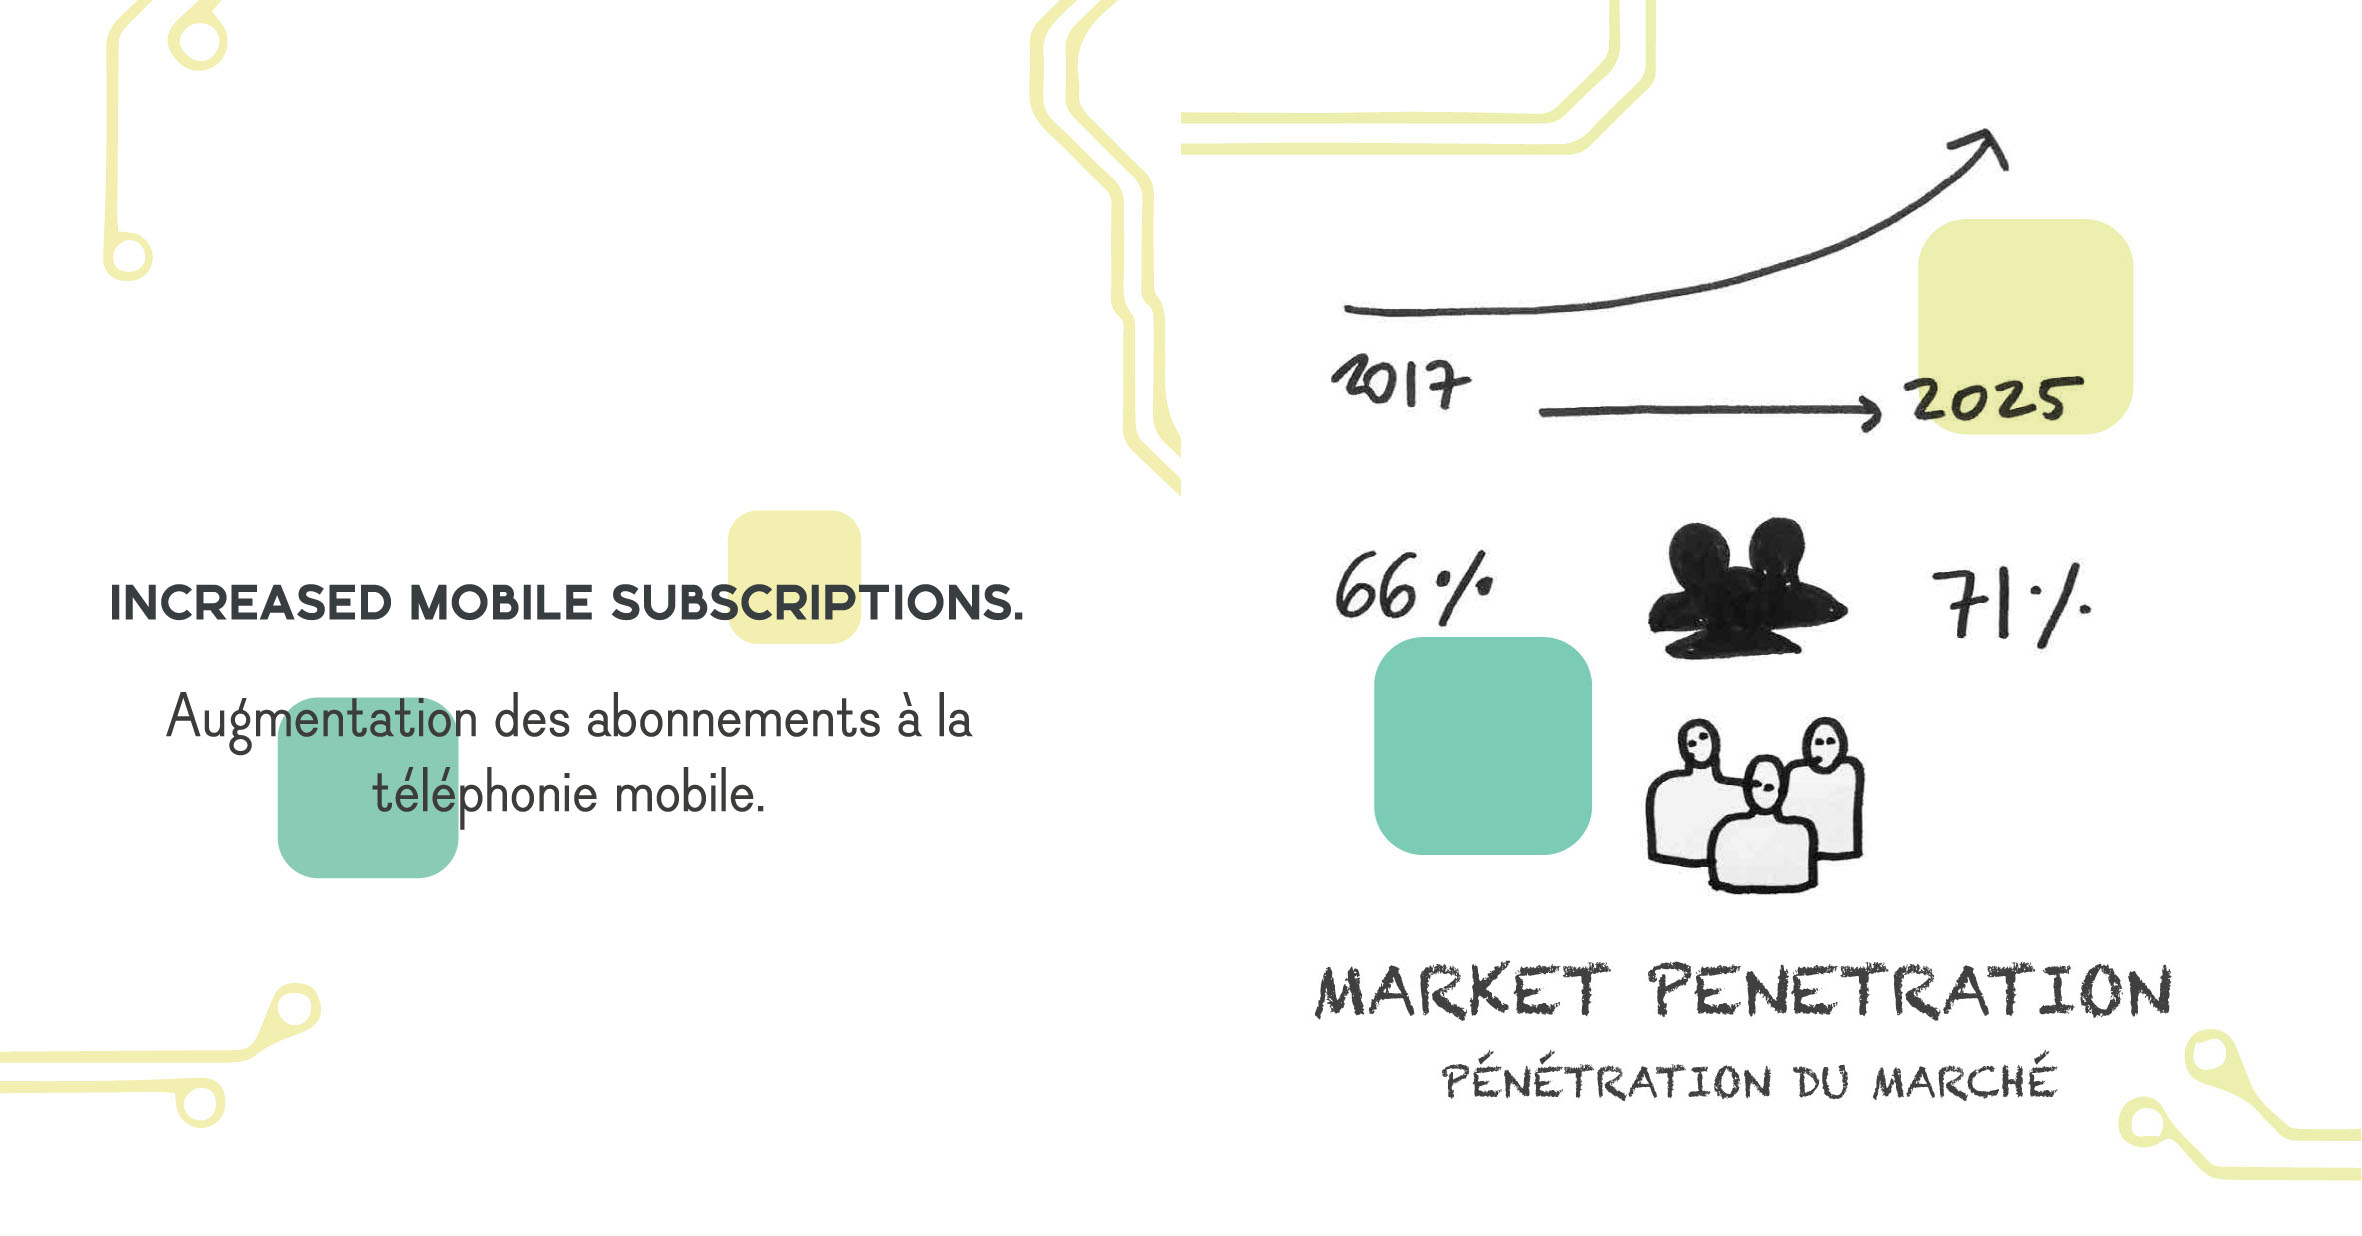 INCREASED MOBILE SUBSCRIPTIONS.
Augmentation des abonnements à la
téléphonie mobile.
2017
2025
66%
71%
MARKET PENETRATION
PÉNÉTRATION DU MARCHÉ